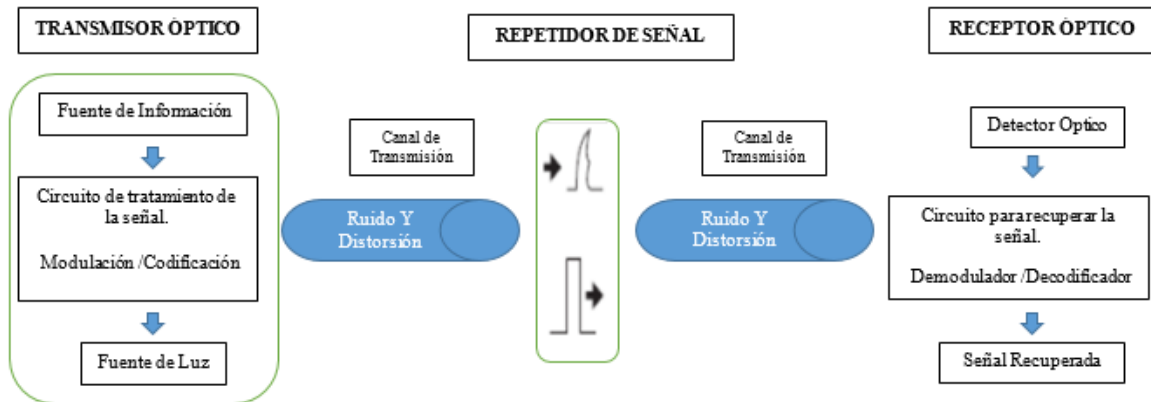 TRANSMISOR ÓPTICO
REPETIDOR DE SEÑAL
RECEPTOR ÓPTICO
Fuente de Información
Circuito de tratamiento de
la señal.
Modulación /Codificación
Fuente de Luz
Canal de
Transmisión
Ruido Y
Distorsión
Canal de
Transmisión
Ruido Y
Distorsión
Detector Optico
Circuito para recuperar la
señal.
Demodulador /Decodificador
Señal Recuperada